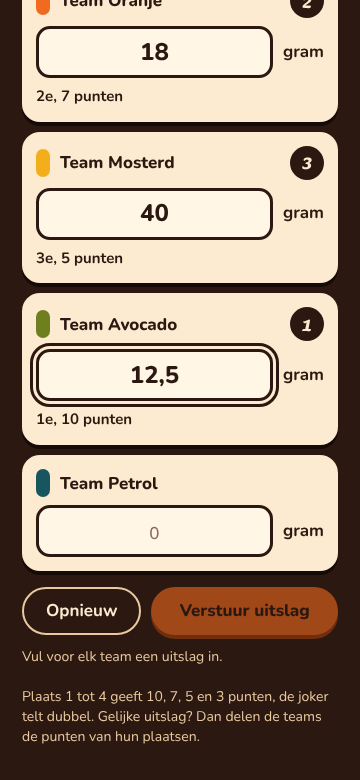 Team Oranje
2
18
gram
2e, 7 punten
Team Mosterd
3
40
gram
3e, 5 punten
Team Avocado
1
12,5
gram
1e, 10 punten
Team Petrol
0
gram
Opnieuw
Verstuur uitslag
Vul voor elk team een uitslag in.
Plaats 1 tot 4 geeft 10, 7, 5 en 3 punten, de joker
telt dubbel. Gelijke uitslag? Dan delen de teams
de punten van hun plaatsen.